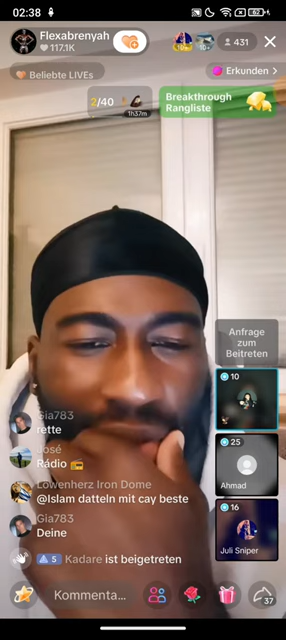 02:38
62
Flexabrenyah
117.1K
10+
431
Beliebte LIVEs
Erkunden >
2/40
1h37m
Breakthrough
Rangliste
Anfrage
zum
Beitreten
10
Gia783
rette
José
Rádio 📻
Löwenherz Iron Dome
@Islam datteln mit cay beste
Gia783
Deine
5 Kadare ist beigetreten
25
Ahmad
16
Juli Sniper
Kommenta...
37